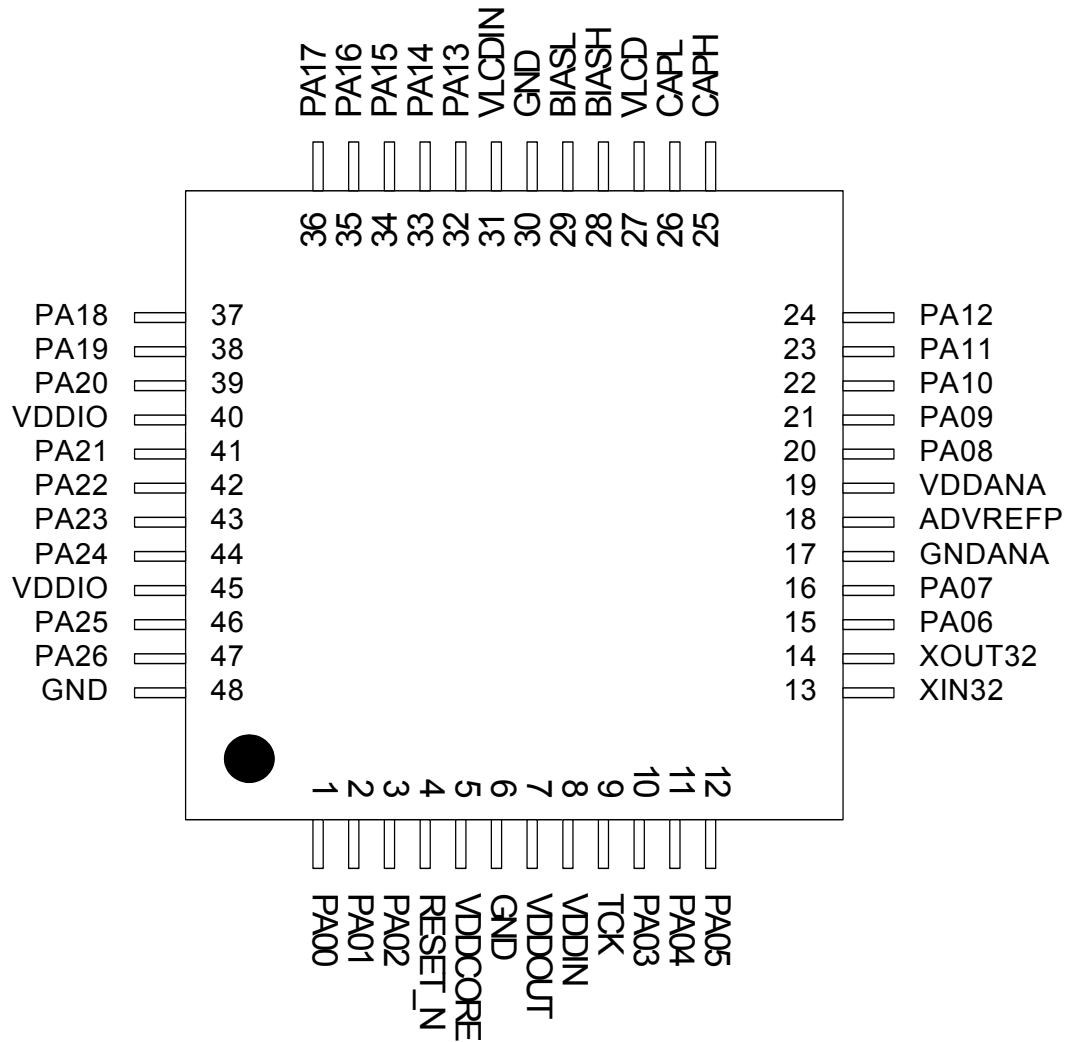 PA17 PA16 PA15 PA14 PA13 VLCDIN GND BIASL BIASH VLCD CAPL CAPH
36 35 34 33 32 31 30 29 28 27 26 25
PA18 37 24 PA12
PA19 38 23 PA11
PA20 39 22 PA10
VDDIO 40 21 PA09
PA21 41 20 PA08
PA22 42 19 VDDANA
PA23 43 18 ADVREFP
PA24 44 17 GNDANA
VDDIO 45 16 PA07
PA25 46 15 PA06
PA26 47 14 XOUT32
GND 48 13 XIN32
1 2 3 4 5 6 7 8 9 10 11 12
PA00 PA01 PA02 RESET_N VDDCORE GND VDDOUT VDDIN TCK PA03 PA04 PA05